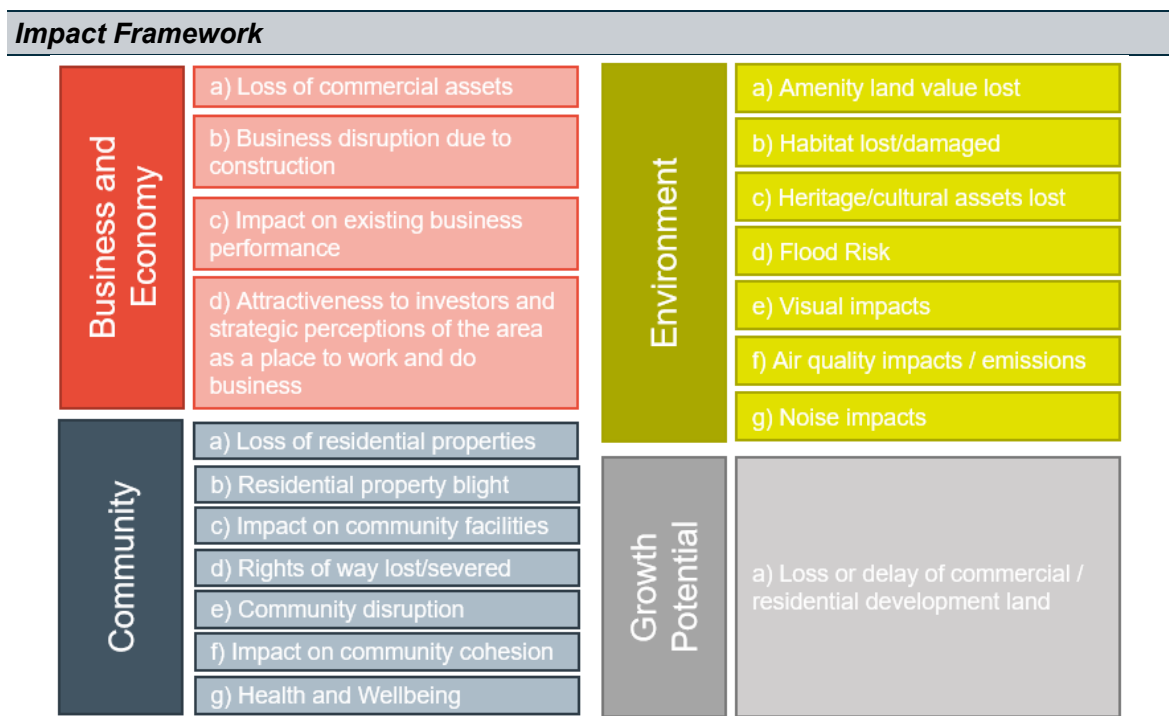 Impact Framework
Business and
Economy
a) Loss of commercial assets
b) Business disruption due to
construction
c) Impact on existing business
performance
d) Attractiveness to investors and
strategic perceptions of the area
as a place to work and do
business
Community
a) Loss of residential properties
b) Residential property blight
c) Impact on community facilities
d) Rights of way lost/severed
e) Community disruption
f) Impact on community cohesion
g) Health and Wellbeing
Environment
a) Amenity land value lost
b) Habitat lost/damaged
c) Heritage/cultural assets lost
d) Flood Risk
e) Visual impacts
f) Air quality impacts / emissions
g) Noise impacts
Growth
Potential
a) Loss or delay of commercial /
residential development land